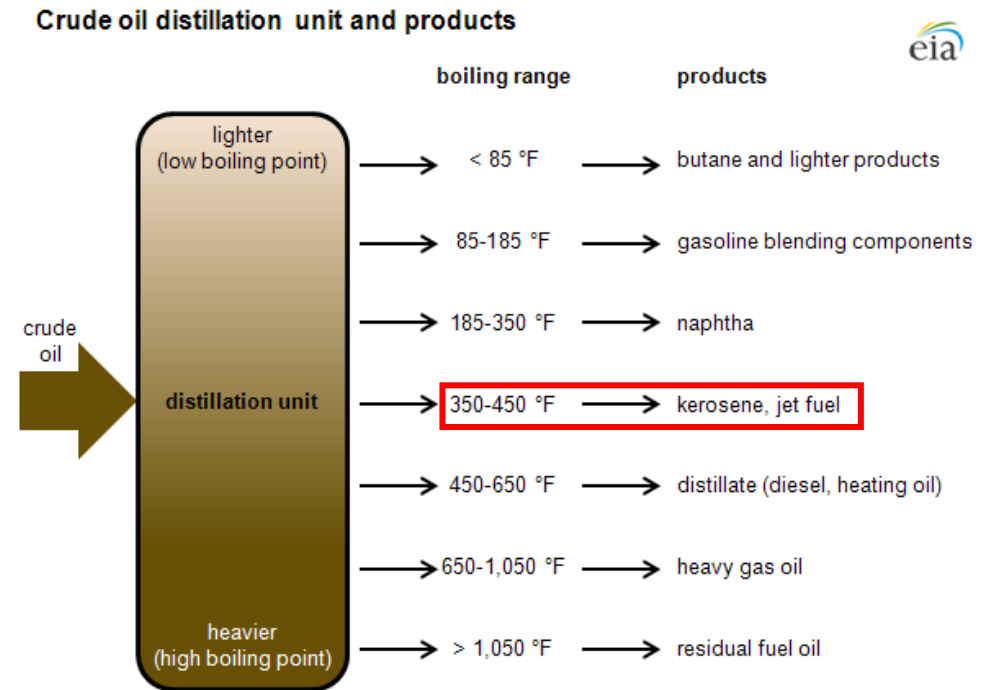 Crude oil distillation unit and products
eia
boiling range
products
lighter
(low boiling point)
< 85 °F
butane and lighter products
85-185 °F
gasoline blending components
185-350 °F
naphtha
crude
oil
distillation unit
350-450 °F
kerosene, jet fuel
450-650 °F
distillate (diesel, heating oil)
650-1,050 °F
heavy gas oil
heavier
(high boiling point)
> 1,050 °F
residual fuel oil